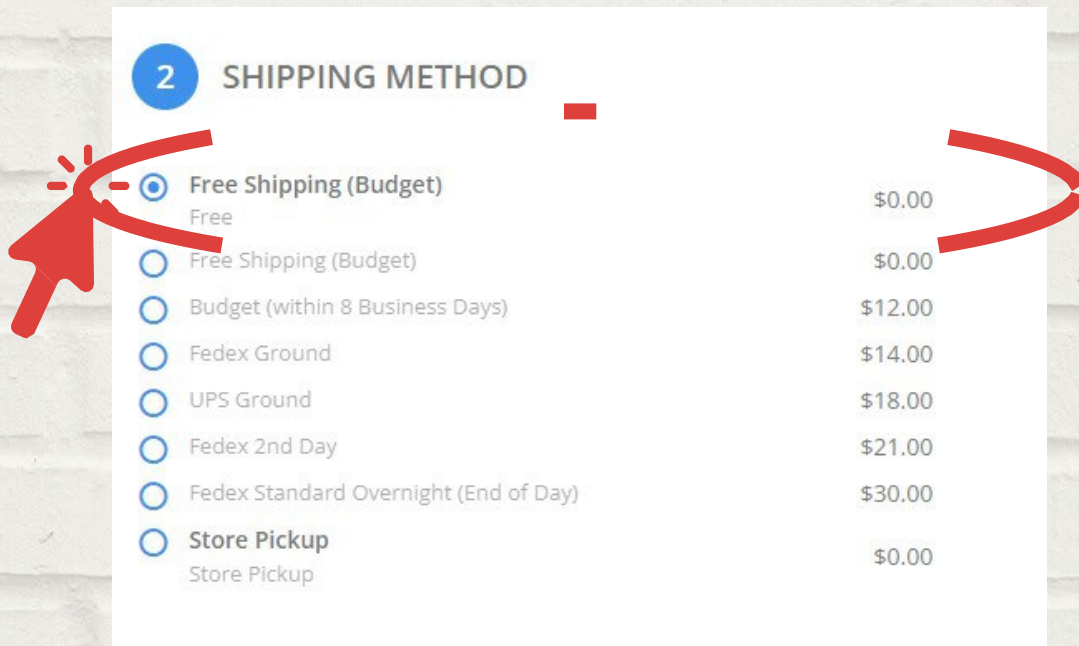 2 SHIPPING METHOD
Free Shipping (Budget) $0.00
Free
Free Shipping (Budget) $0.00
Budget (within 8 Business Days) $12.00
Fedex Ground $14.00
UPS Ground $18.00
Fedex 2nd Day $21.00
Fedex Standard Overnight (End of Day) $30.00
Store Pickup $0.00
Store Pickup